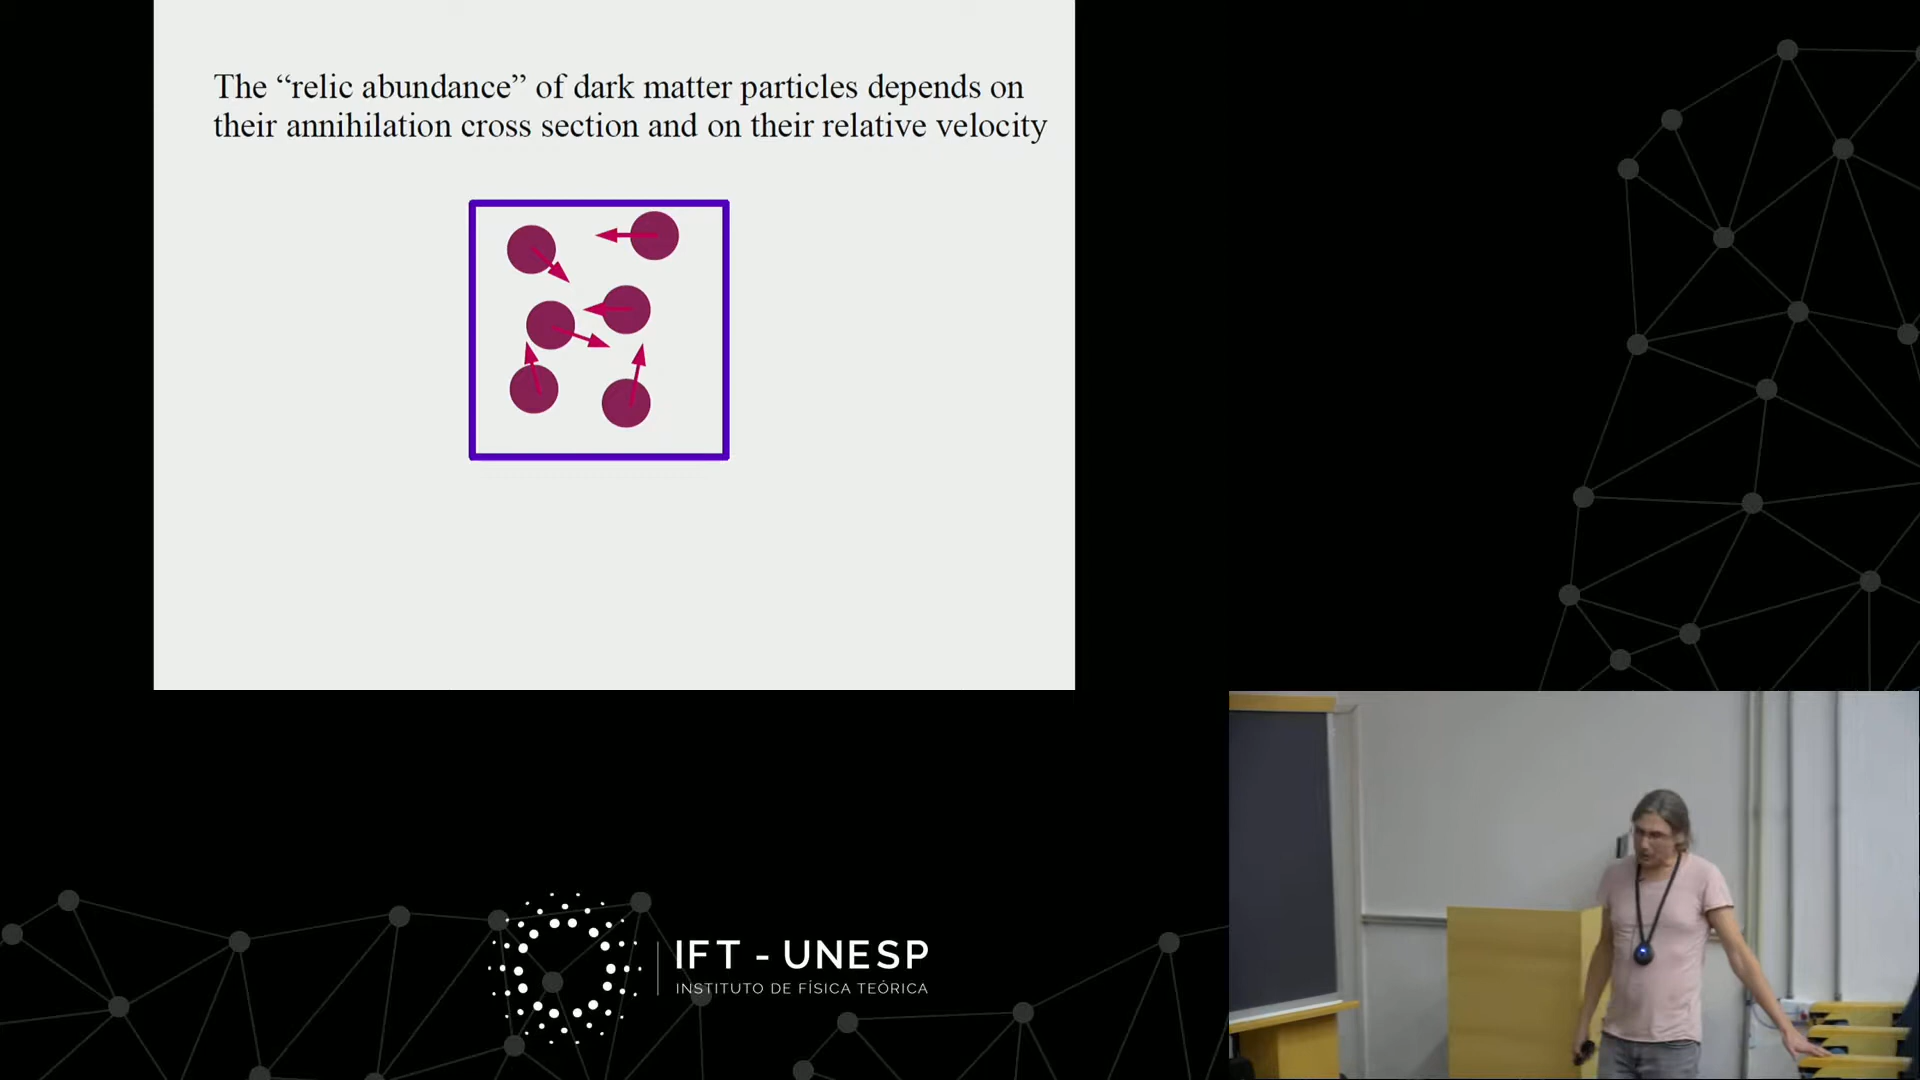 The “relic abundance” of dark matter particles depends on
their annihilation cross section and on their relative velocity
IFT - UNESP
INSTITUTO DE FÍSICA TEÓRICA